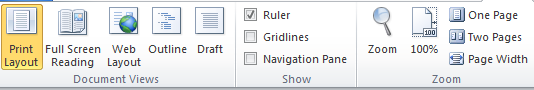 Print Layout
Full Screen Reading
Web Layout
Outline
Draft
Document Views
Ruler
Gridlines
Navigation Pane
Show
Zoom
100
100%
One Page
Two Pages
Page Width
Zoom